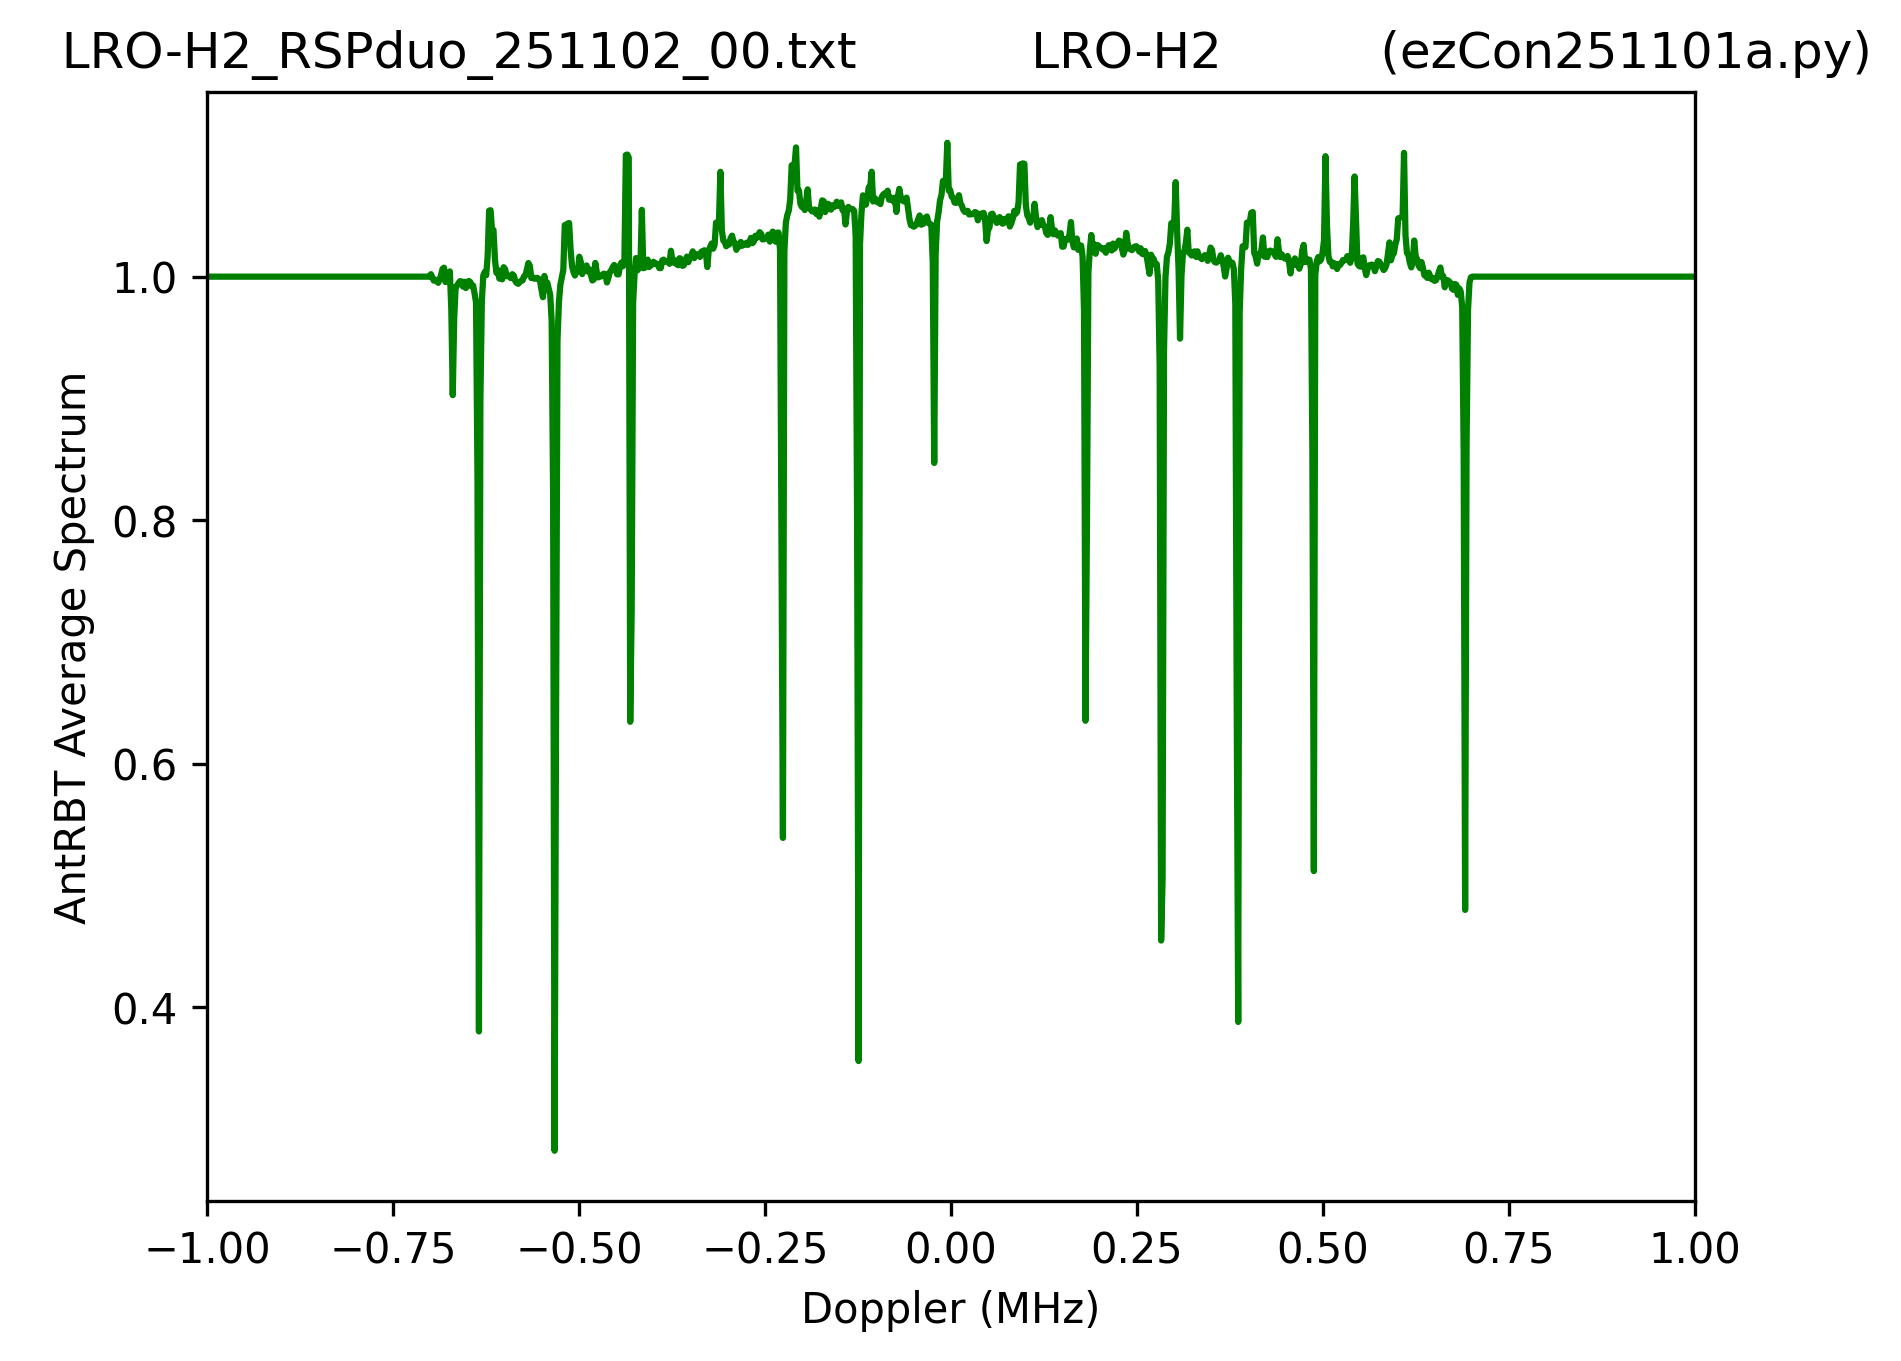 LRO-H2_RSPduo_251102_00.txt LRO-H2 (ezCon251101a.py)
AntRBT Average Spectrum
1.0
0.8
0.6
0.4
−1.00 −0.75 −0.50 −0.25 0.00 0.25 0.50 0.75 1.00
Doppler (MHz)